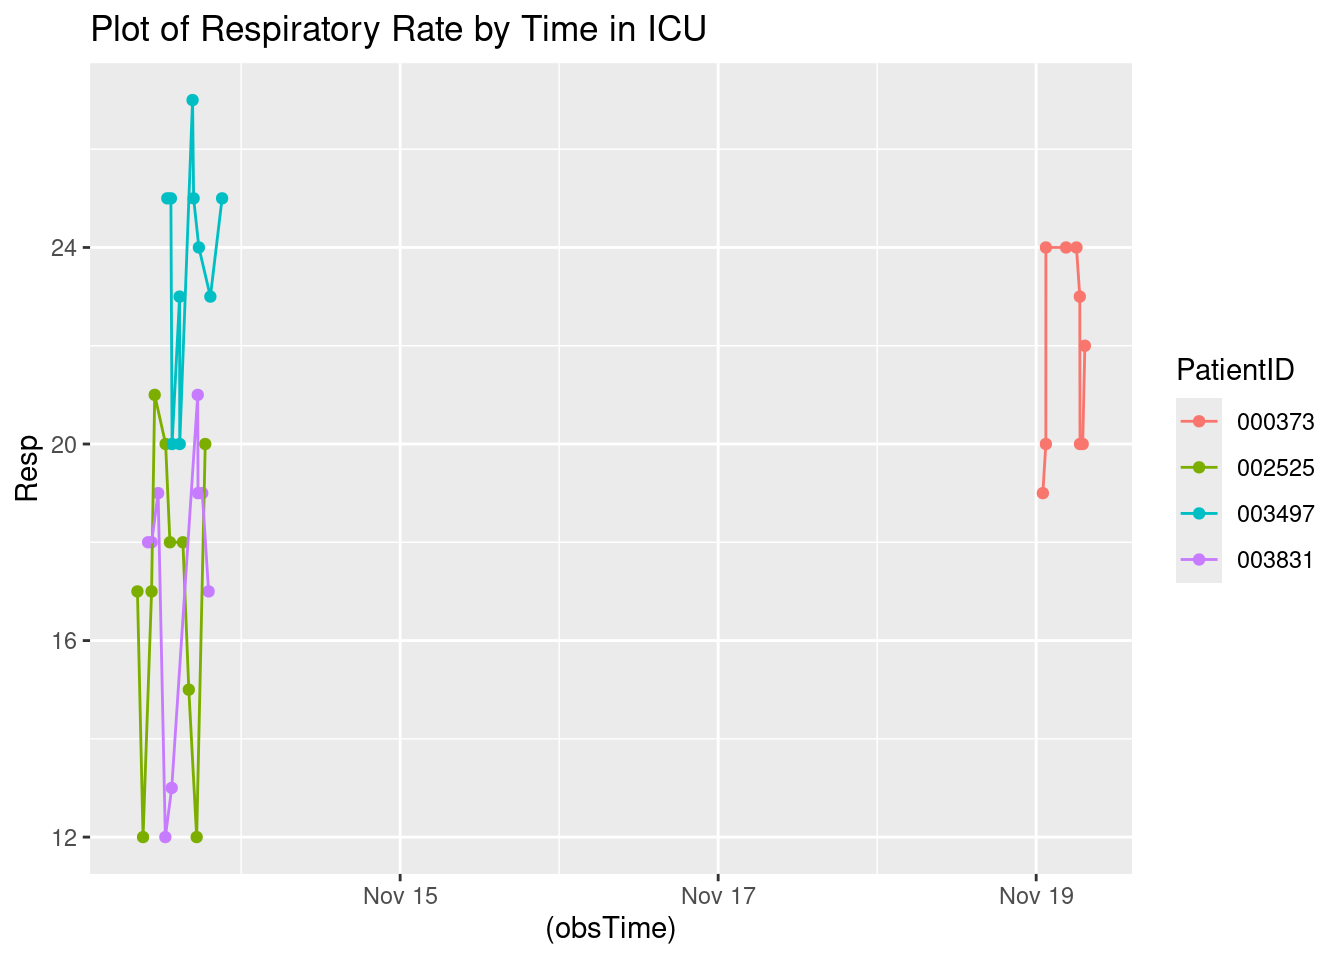 Plot of Respiratory Rate by Time in ICU
24
20
16
12
Resp
Nov 15
Nov 17
Nov 19
(obsTime)
PatientID
000373
002525
003497
003831